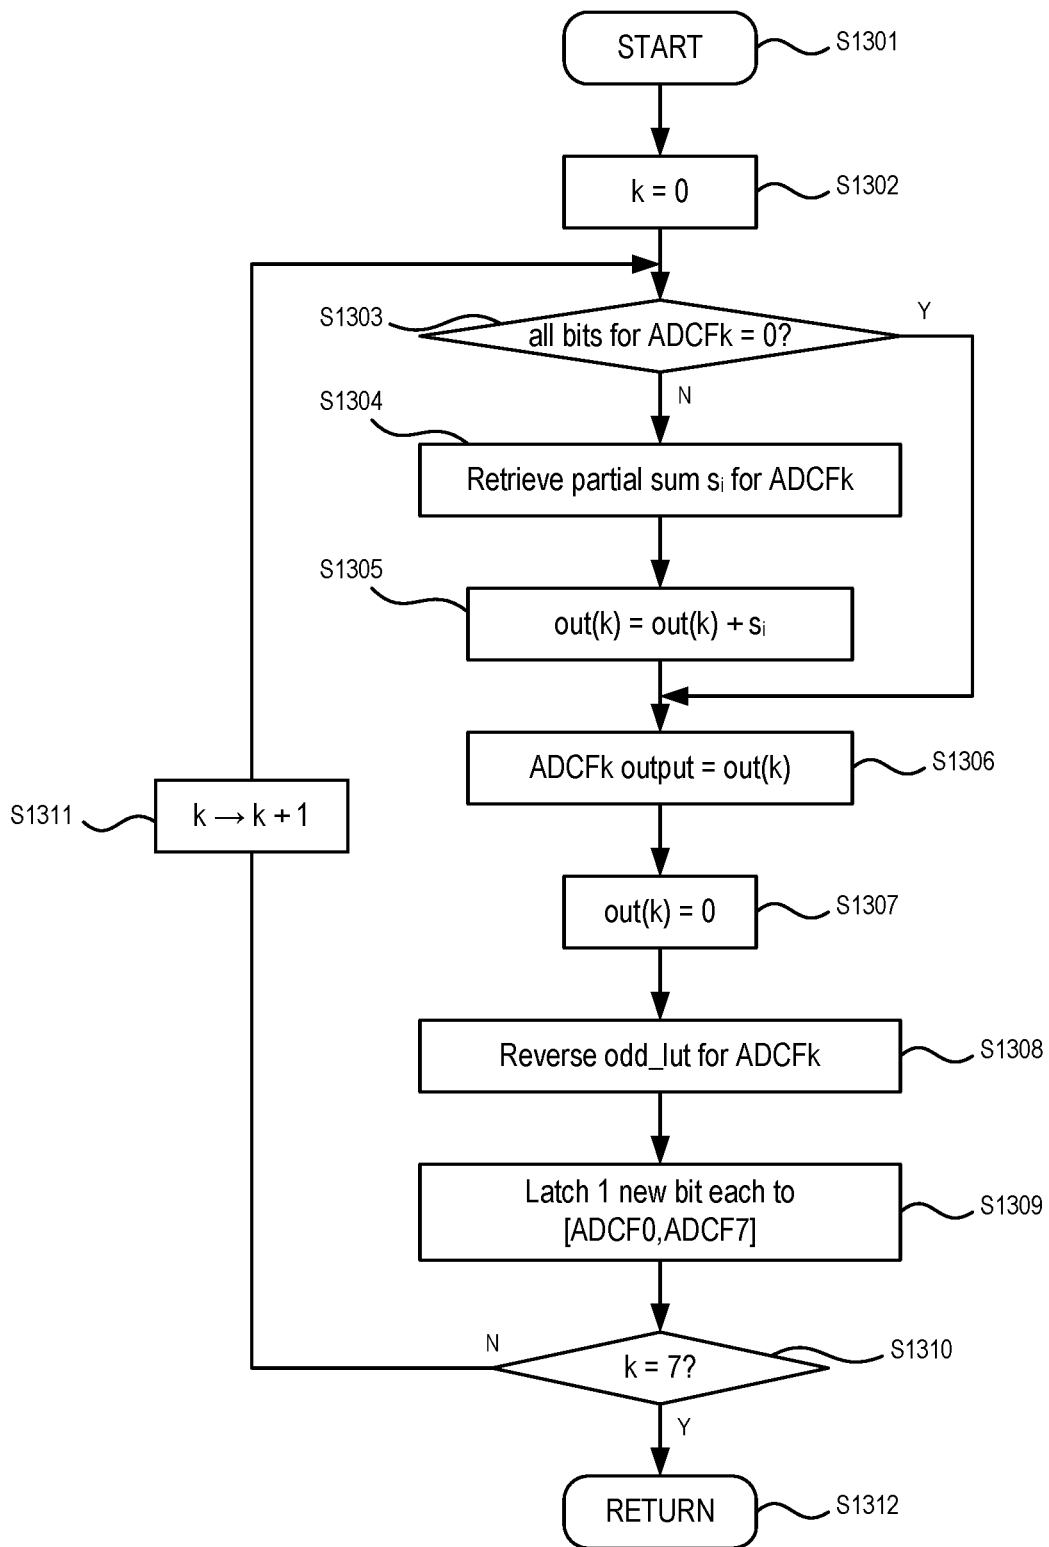 START
S1301
k = 0
S1302
S1303
all bits for ADCFk = 0?
Y
N
S1304
Retrieve partial sum sᵢ for ADCFk
S1305
out(k) = out(k) + sᵢ
ADCFk output = out(k)
S1306
S1311
k → k + 1
out(k) = 0
S1307
Reverse odd_lut for ADCFk
S1308
Latch 1 new bit each to
[ADCF0,ADCF7]
S1309
N
k = 7?
S1310
Y
RETURN
S1312